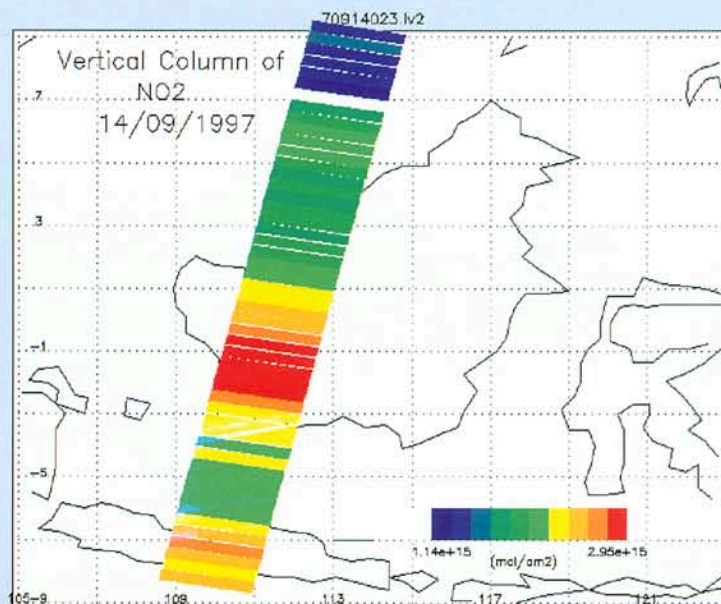 70914023.lv2
Vertical Column of
NO2
14/09/1997
7
3
-1
-5
105-9
109
113
117
121
1.14e+15
2.95e+15
(mol/cm2)